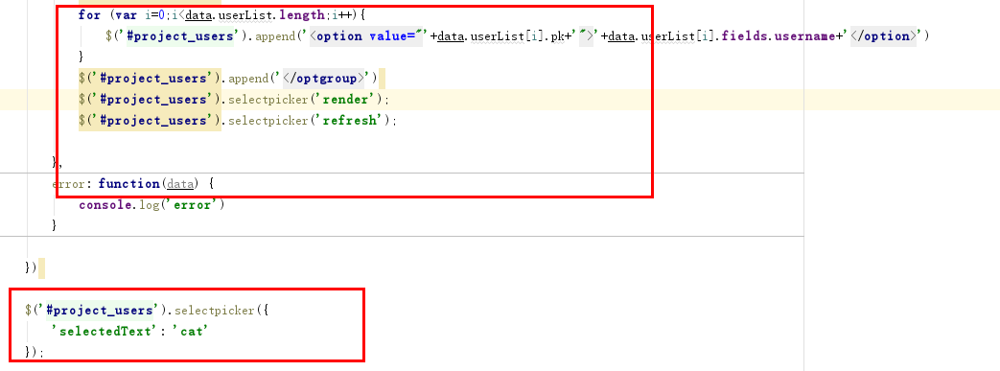 for (var i=0;i<data.userList.length;i++){
$('#project_users').append('<option value="'+data.userList[i].pk+'">'+data.userList[i].fields.username+'</option>')
}
$('#project_users').append('</optgroup>')
$('#project_users').selectpicker('render');
$('#project_users').selectpicker('refresh');
},
error: function(data) {
console.log('error')
}
})
$('#project_users').selectpicker({
'selectedText': 'cat'
});